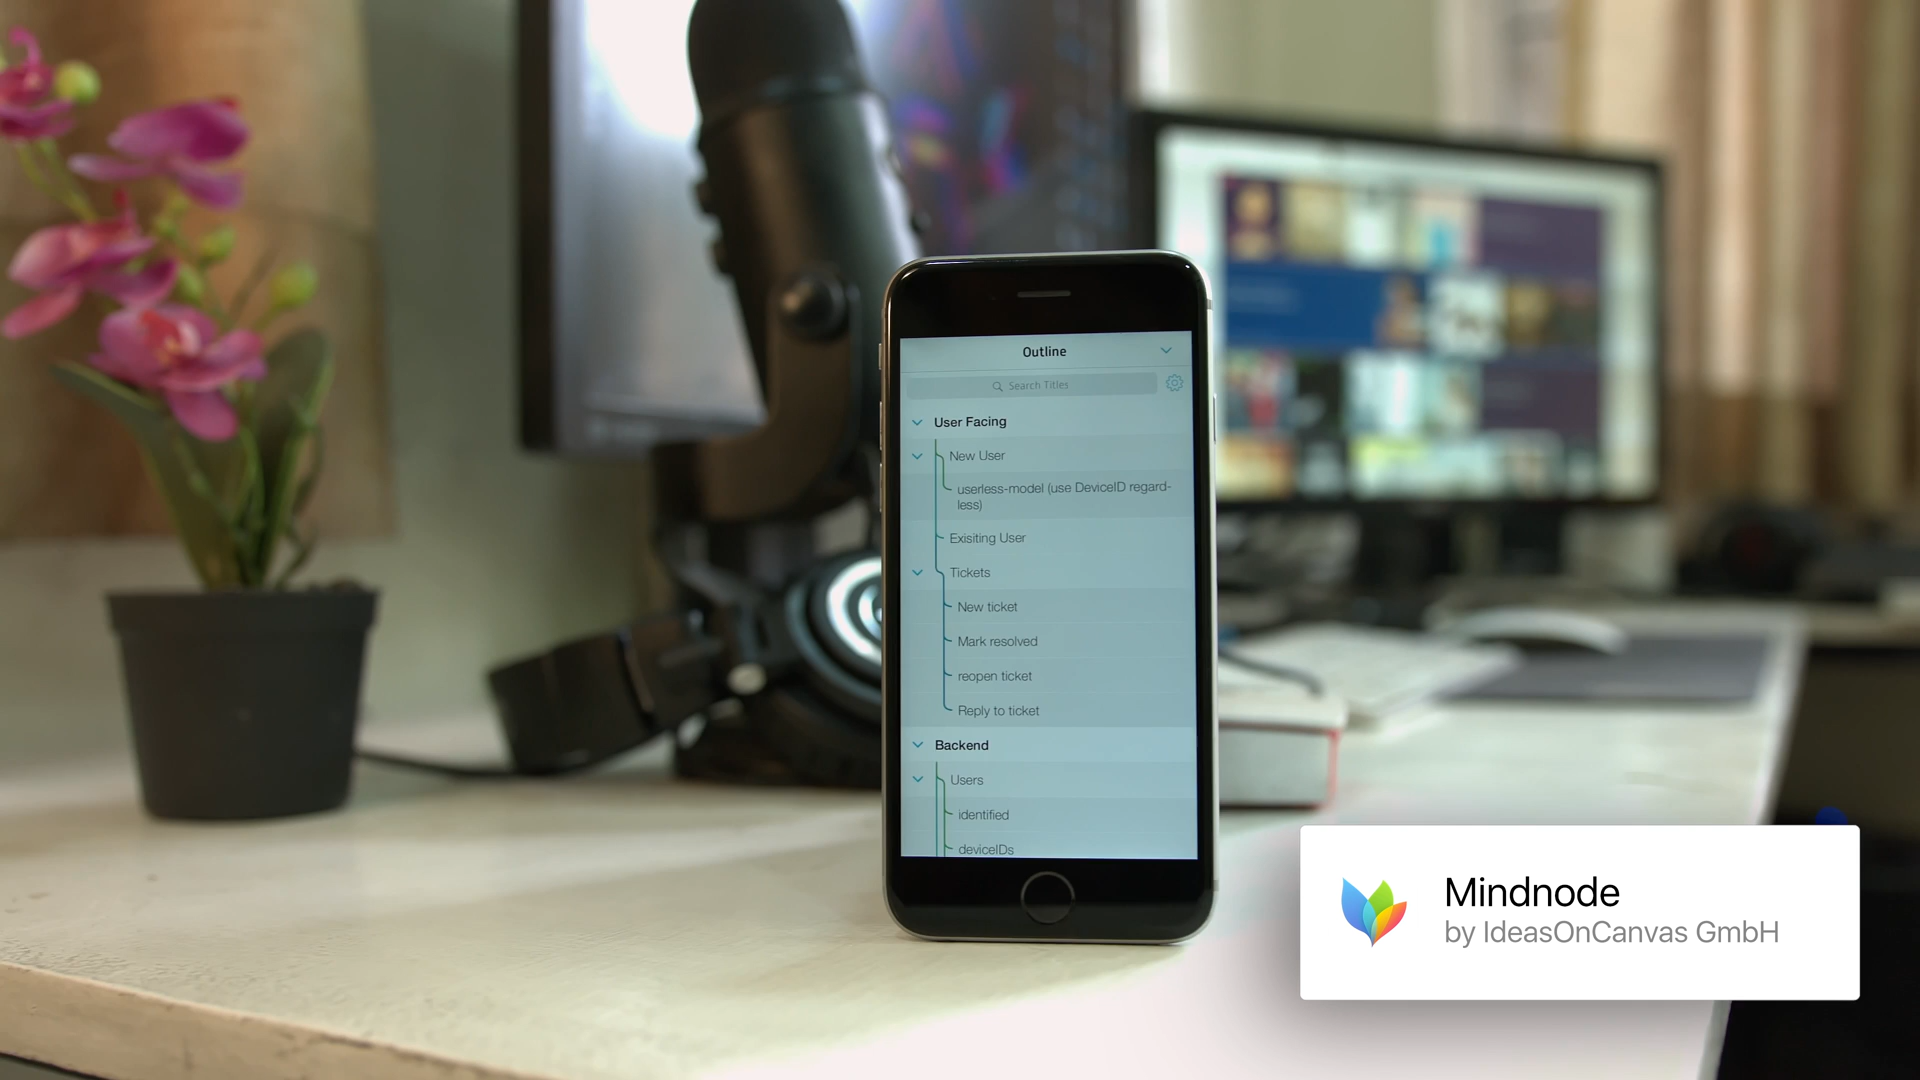 Outline
Search Titles
User Facing
New User
userless-model (use DeviceID regard-
less)
Exisiting User
Tickets
New ticket
Mark resolved
reopen ticket
Reply to ticket
Backend
Users
identified
deviceIDs
Mindnode
by IdeasOnCanvas GmbH